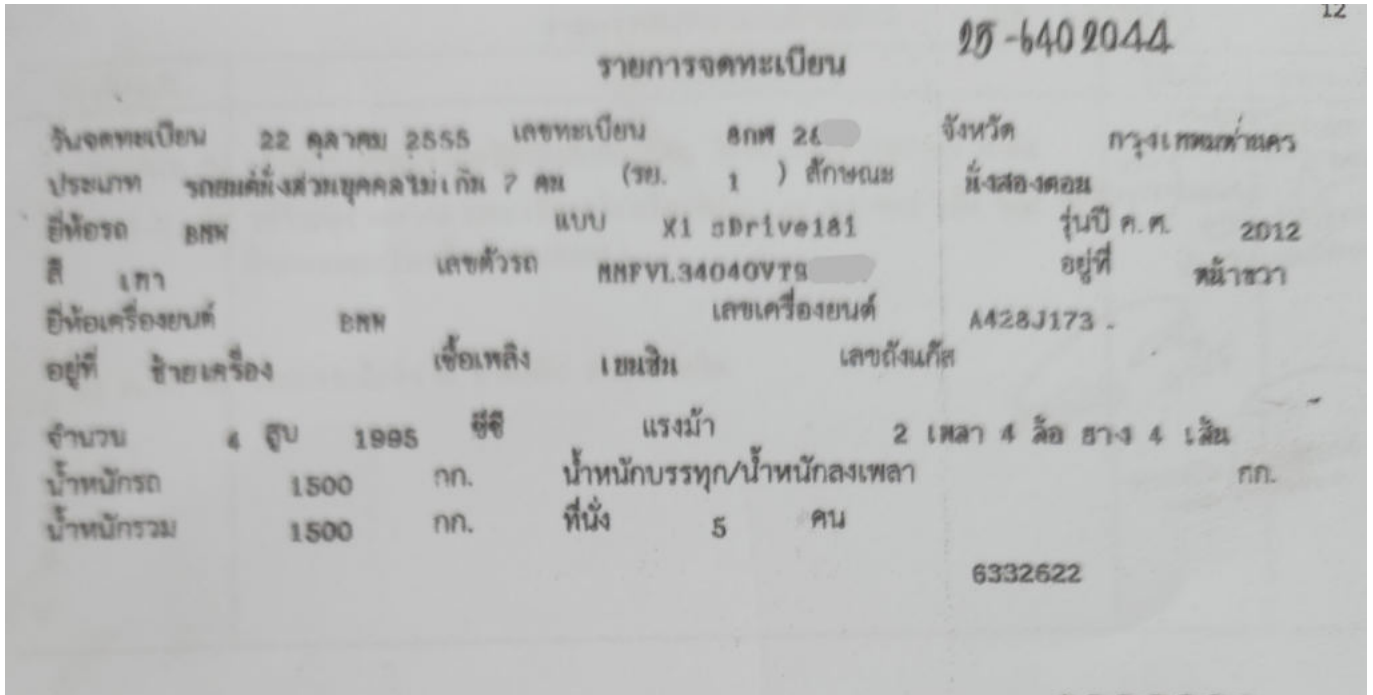 12
25-6402044
รายการจดทะเบียน
วันจดทะเบียน 22 ตุลาคม 2555 เลขทะเบียน 8กศ 26 จังหวัด กรุงเทพมหานคร
ประเภท รถยนต์นั่งส่วนบุคคลไม่เกิน 7 คน (รย. 1 ) ลักษณะ นั่งสองตอน
ยี่ห้อรถ BMW แบบ X1 sDrive18i รุ่นปี ค.ศ. 2012
สี เทา เลขตัวรถ MMFVL34040VT9 อยู่ที่ หน้าขวา
ยี่ห้อเครื่องยนต์ BMW เลขเครื่องยนต์ A428J173
อยู่ที่ ซ้ายเครื่อง เชื้อเพลิง เบนซิน เลขถังแก๊ส
จำนวน 4 สูบ 1995 ซีซี แรงม้า 2 เพลา 4 ล้อ ยาง 4 เส้น
น้ำหนักรถ 1500 กก. น้ำหนักบรรทุก/น้ำหนักลงเพลา กก.
น้ำหนักรวม 1500 กก. ที่นั่ง 5 คน
6332622